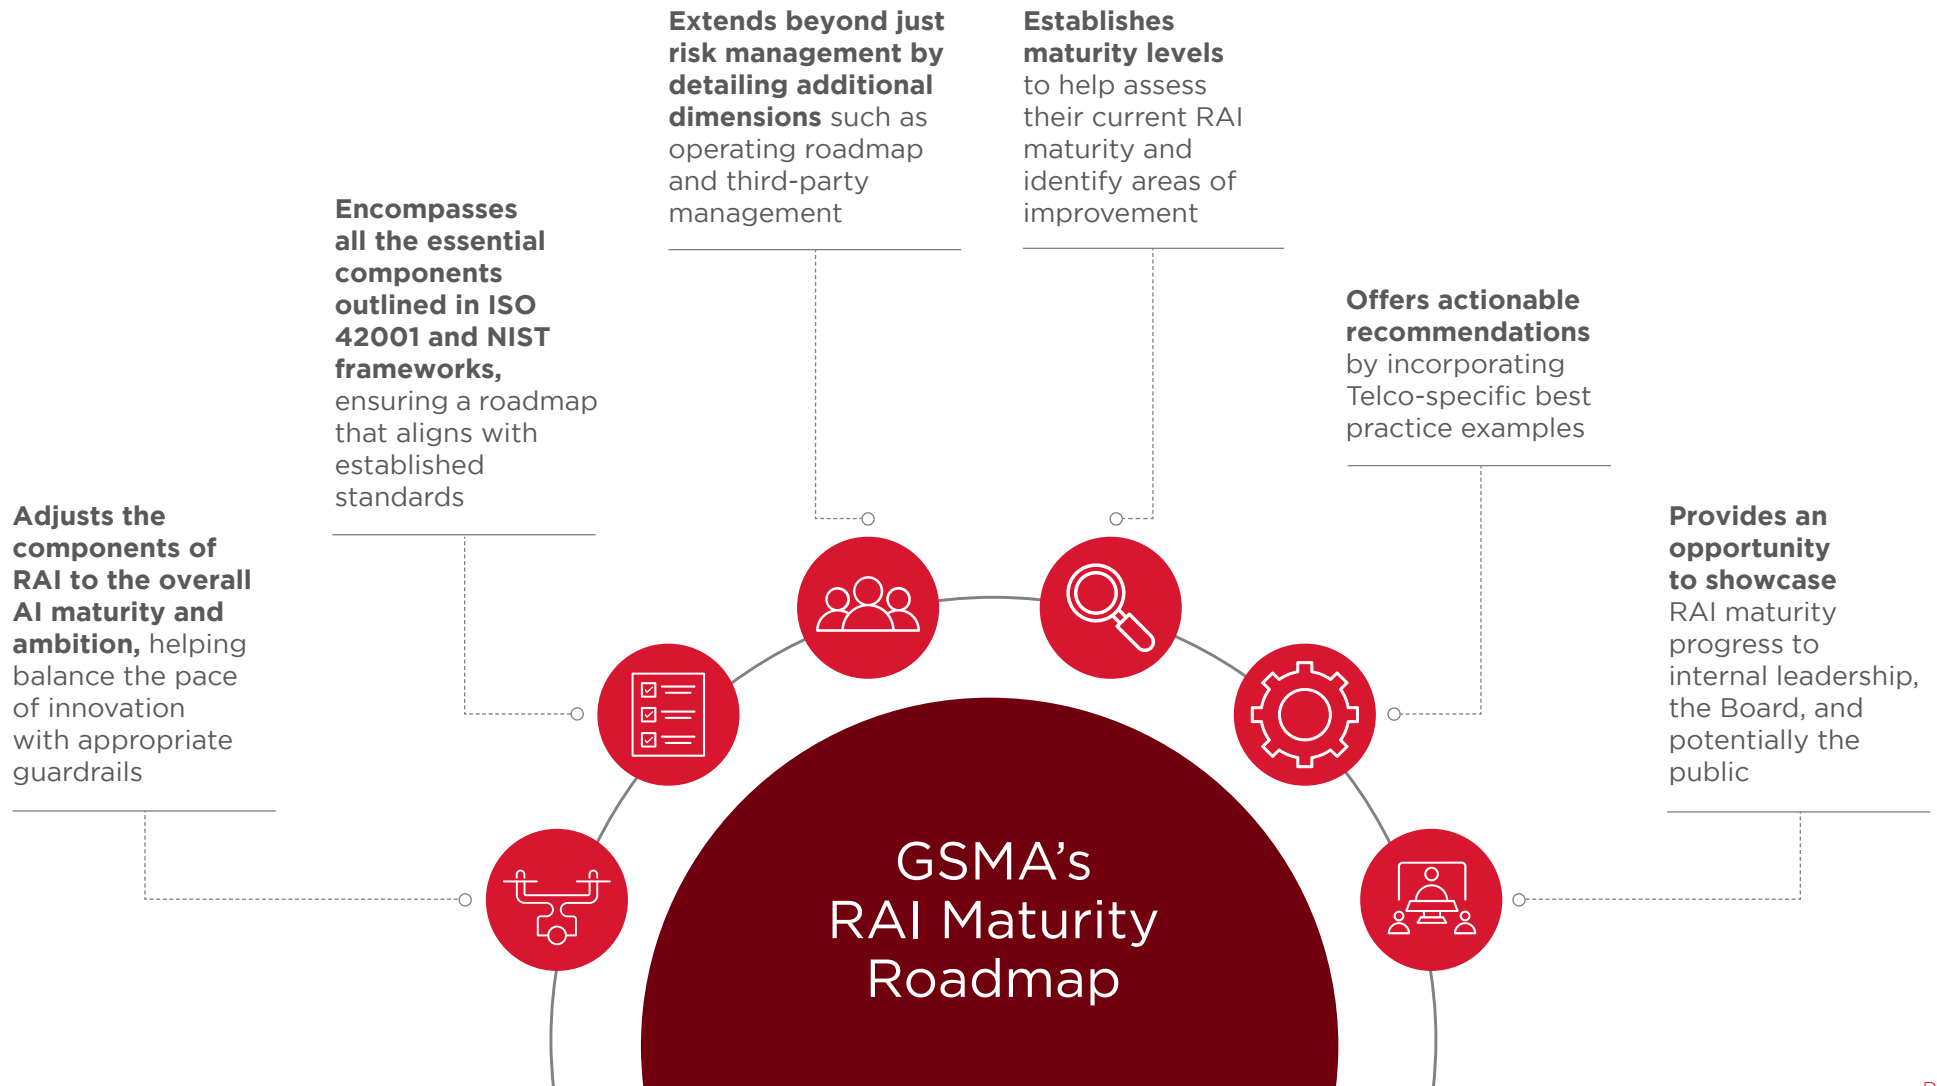 Extends beyond just
risk management by
detailing additional
dimensions such as
operating roadmap
and third-party
management
Establishes
maturity levels
to help assess
their current RAI
maturity and
identify areas of
improvement
Encompasses
all the essential
components
outlined in ISO
42001 and NIST
frameworks,
ensuring a roadmap
that aligns with
established
standards
Offers actionable
recommendations
by incorporating
Telco-specific best
practice examples
Adjusts the
components of
RAI to the overall
AI maturity and
ambition, helping
balance the pace
of innovation
with appropriate
guardrails
Provides an
opportunity
to showcase
RAI maturity
progress to
internal leadership,
the Board, and
potentially the
public
GSMA’s
RAI Maturity
Roadmap